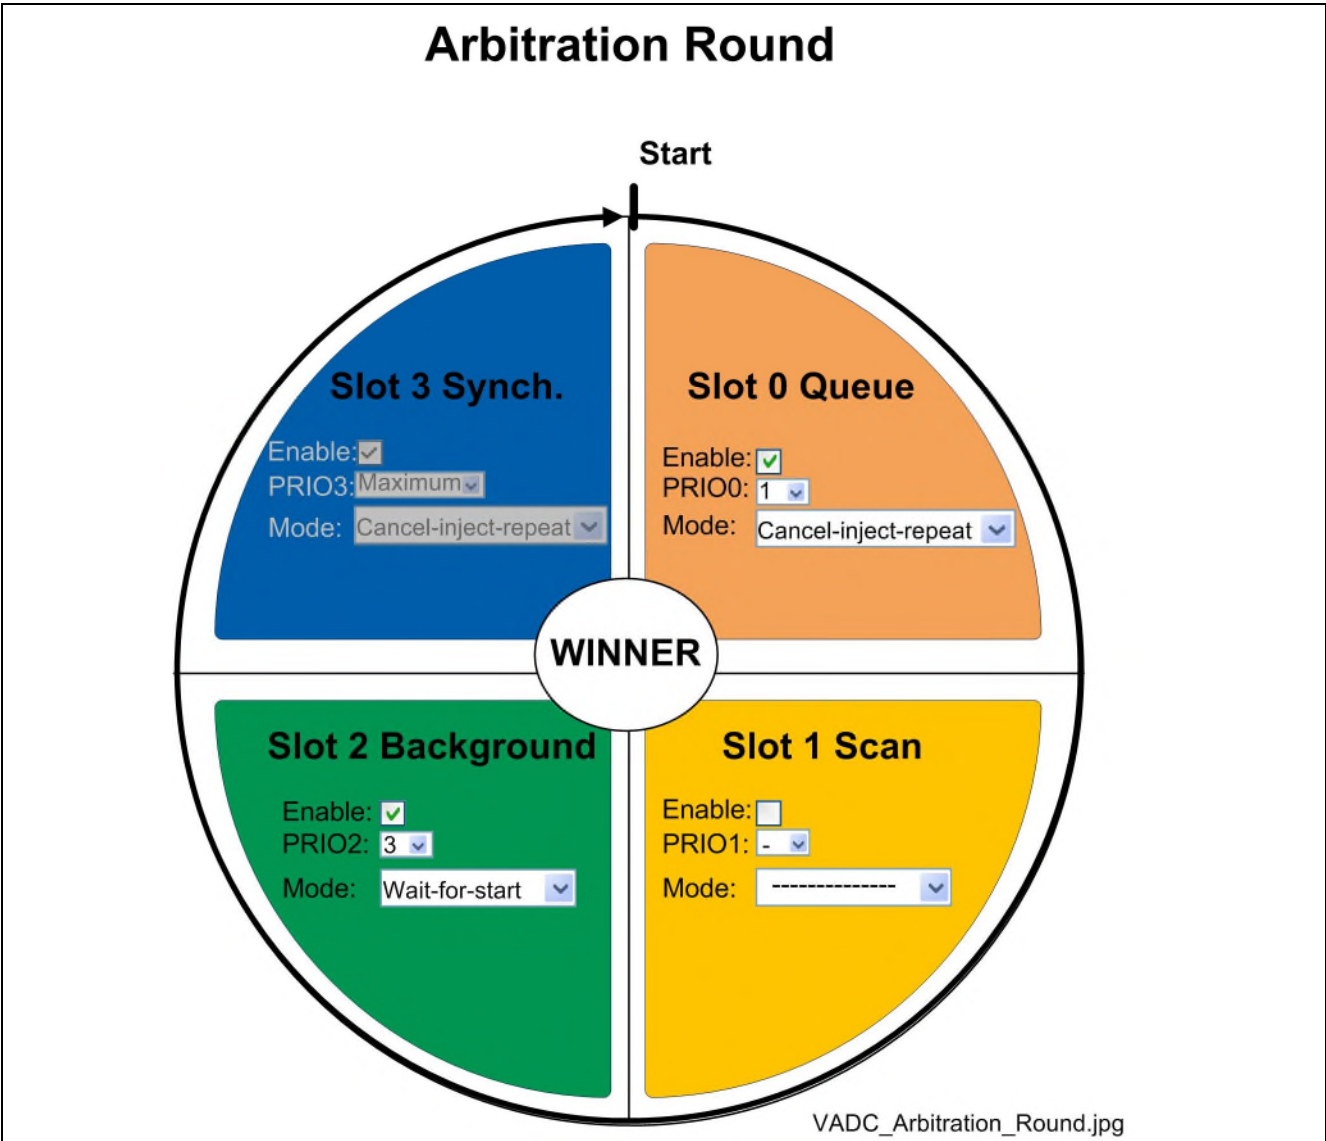 Arbitration Round
Start
Slot 3 Synch.
Enable:
PRIO3: Maximum
Mode: Cancel-inject-repeat
Slot 0 Queue
Enable:
PRIO0: 1
Mode: Cancel-inject-repeat
WINNER
Slot 2 Background
Enable:
PRIO2: 3
Mode: Wait-for-start
Slot 1 Scan
Enable:
PRIO1: -
Mode: --------------
VADC_Arbitration_Round.jpg